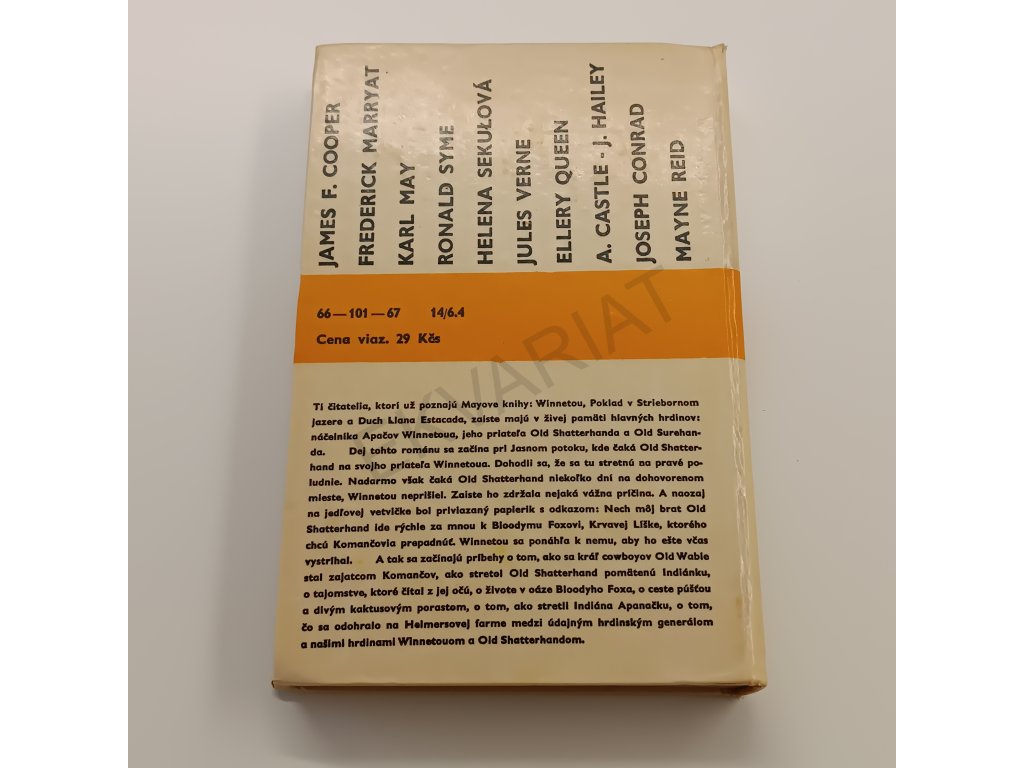 JAMES F. COOPER
FREDERICK MARRYAT
KARL MAY
RONALD SYME
HELENA SEKUŁOVÁ
JULES VERNE
ELLERY QUEEN
A. CASTLE - J. HAILEY
JOSEPH CONRAD
MAYNE REID
66—101—67 14/6.4
Cena viaz. 29 Kčs
Tí čitatelia, ktorí už poznajú Mayove knihy: Winnetou, Poklad v Striebornom
jazere a Duch Llana Estacada, zaiste majú v živej pamäti hlavných hrdinov:
náčelníka Apačov Winnetoua, jeho priateľa Old Shatterhanda a Old Surehan-
da. Dej tohto románu sa začína pri Jasnom potoku, kde čaká Old Shatter-
hand na svojho priateľa Winnetoua. Dohodli sa, že sa tu stretnú na pravé po-
ludnie. Nadarmo však čaká Old Shatterhand niekoľko dní na dohovorenom
mieste, Winnetou neprišiel. Zaiste ho zdržala nejaká vážna príčina. A naozaj
na jedľovej vetvičke bol priviazaný papierik s odkazom: Nech môj brat Old
Shatterhand ide rýchle za mnou k Bloodymu Foxovi, Krvavej Líške, ktorého
chcú Komančovia prepadnúť. Winnetou sa ponáhľa k nemu, aby ho ešte včas
vystríhal. A tak sa začínajú príbehy o tom, ako sa kráľ cowboyov Old Wable
stal zajatcom Komančov, ako stretol Old Shatterhand pomätenú Indiánku,
o tajomstve, ktoré čítal z jej očú, o živote v oáze Bloodyho Foxa, o ceste púšťou
a divým kaktusovým porastom, o tom, ako stretli Indiána Apanačku, o tom,
čo sa odohralo na Helmersovej farme medzi údajným hrdinským generálom
a našimi hrdinami Winnetouom a Old Shatterhandom.